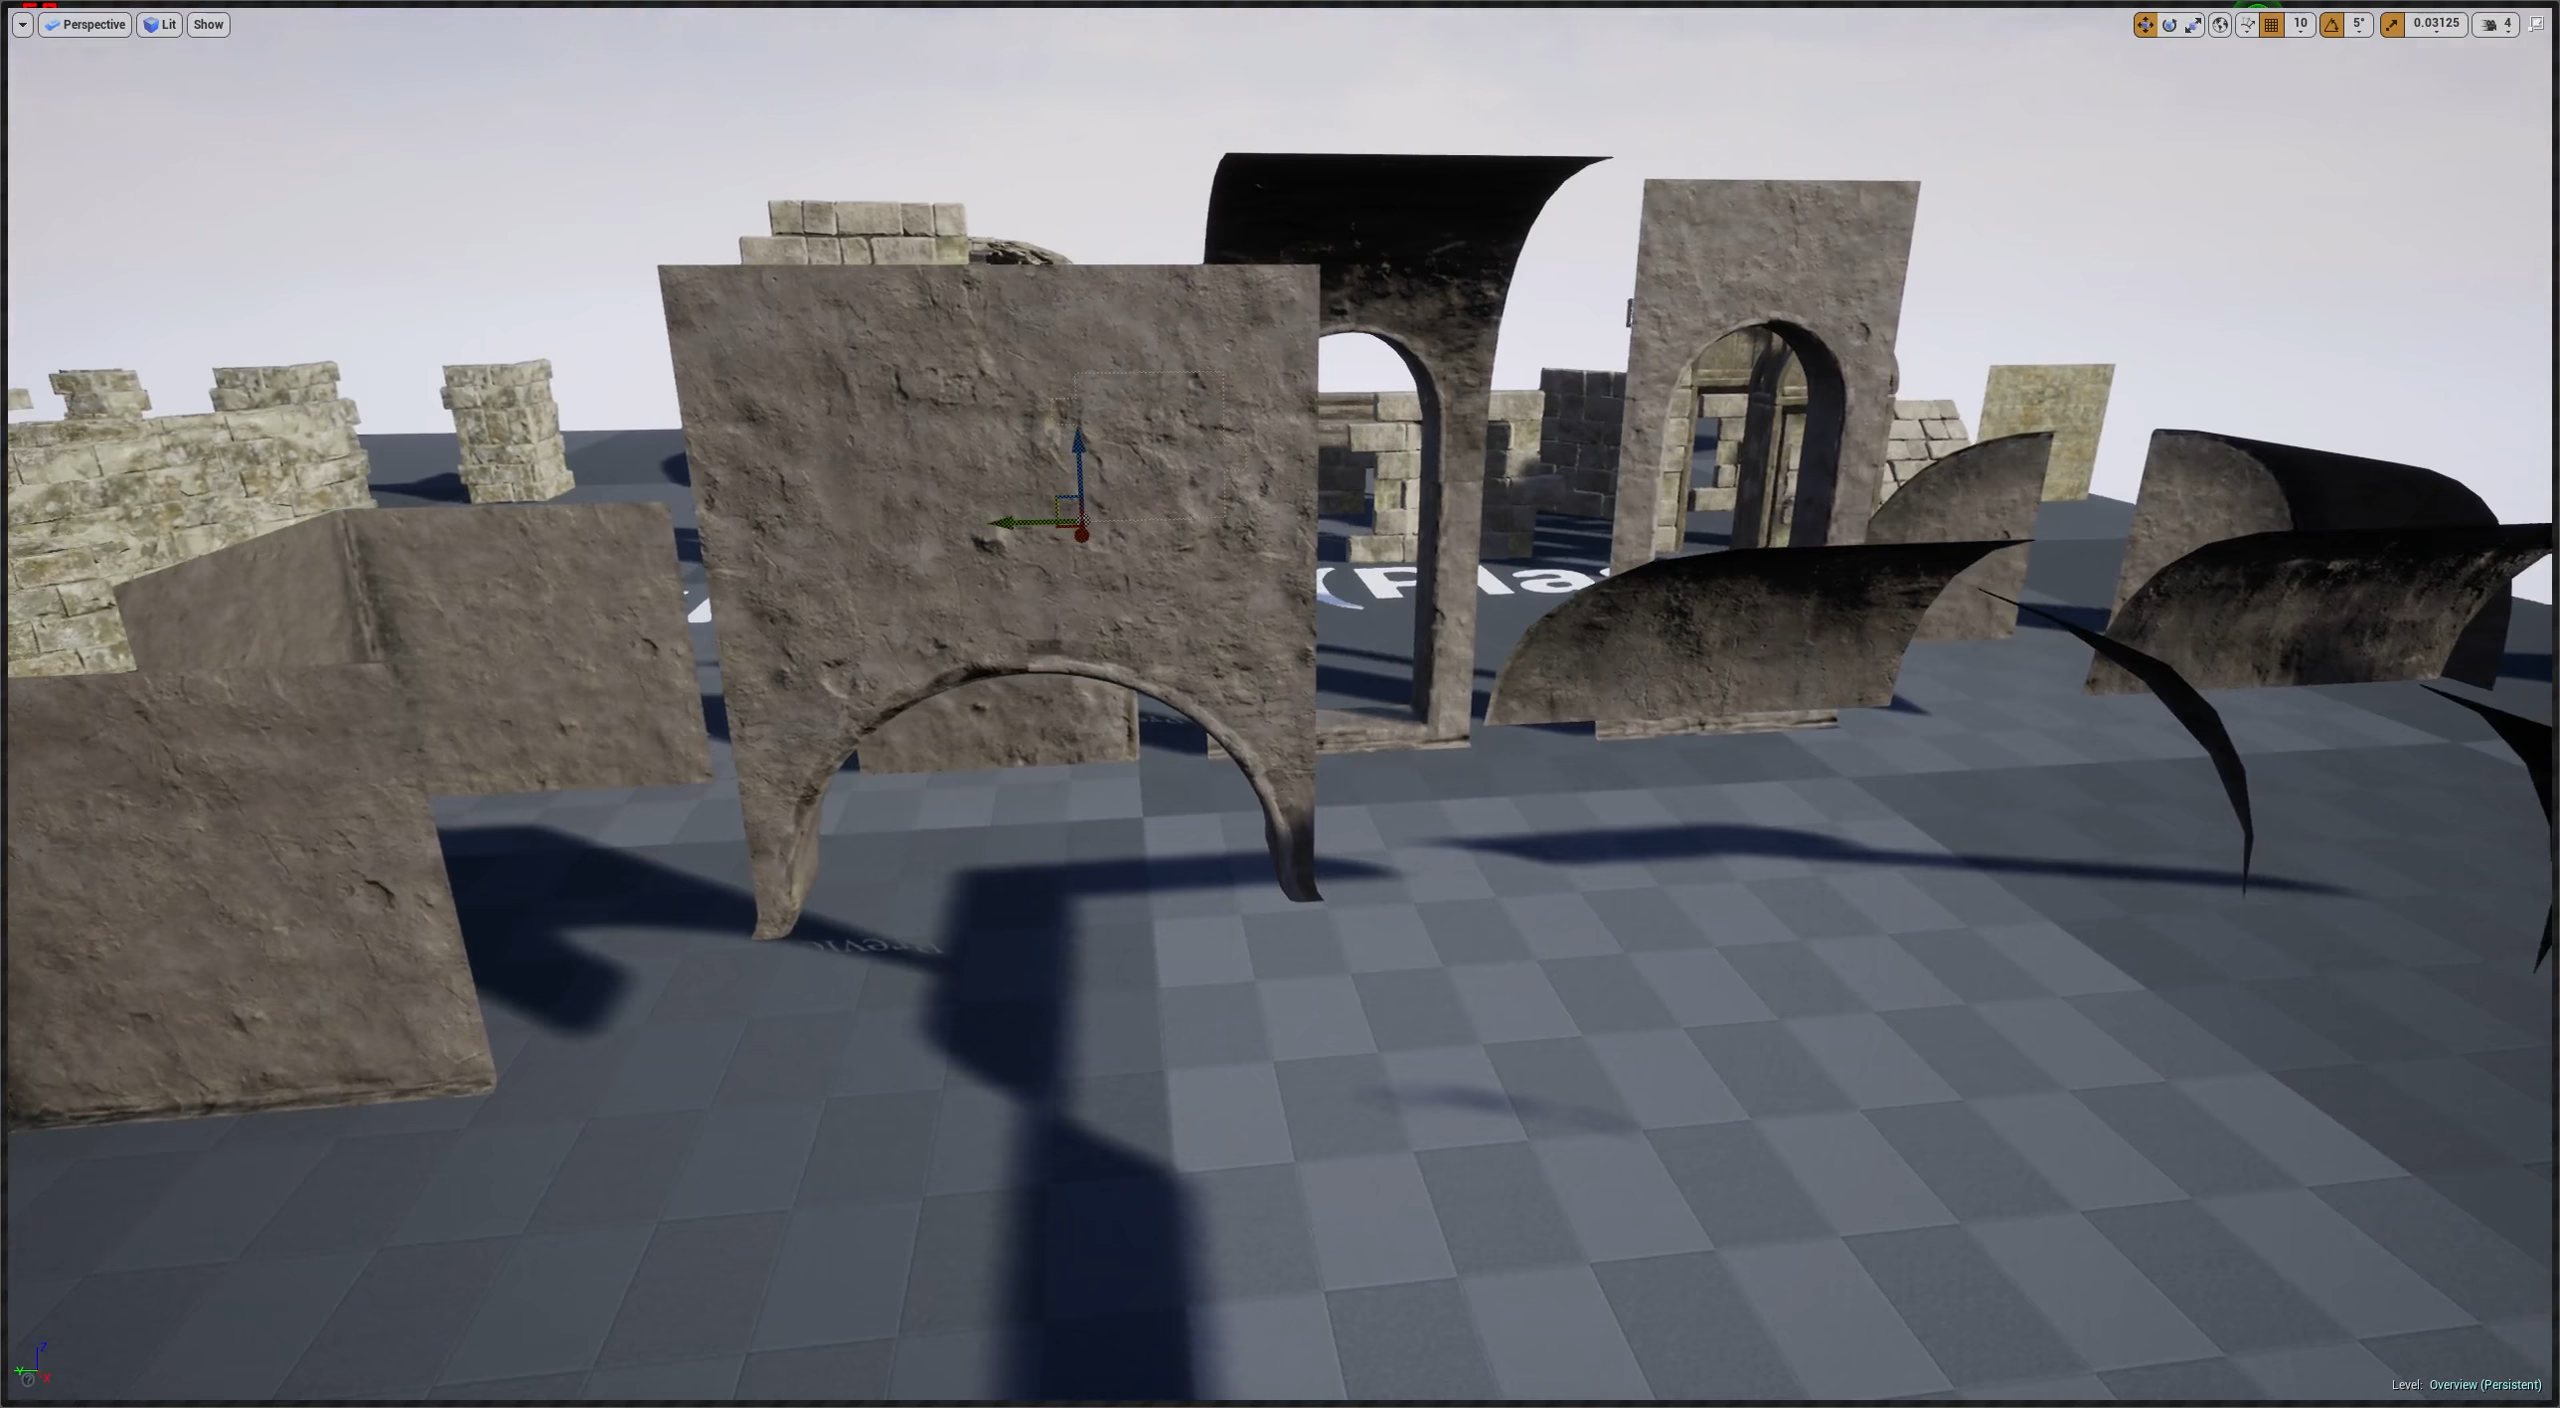 Perspective
Lit
Show
10
5°
0.03125
4
Level: Overview (Persistent)
Z
Y
X